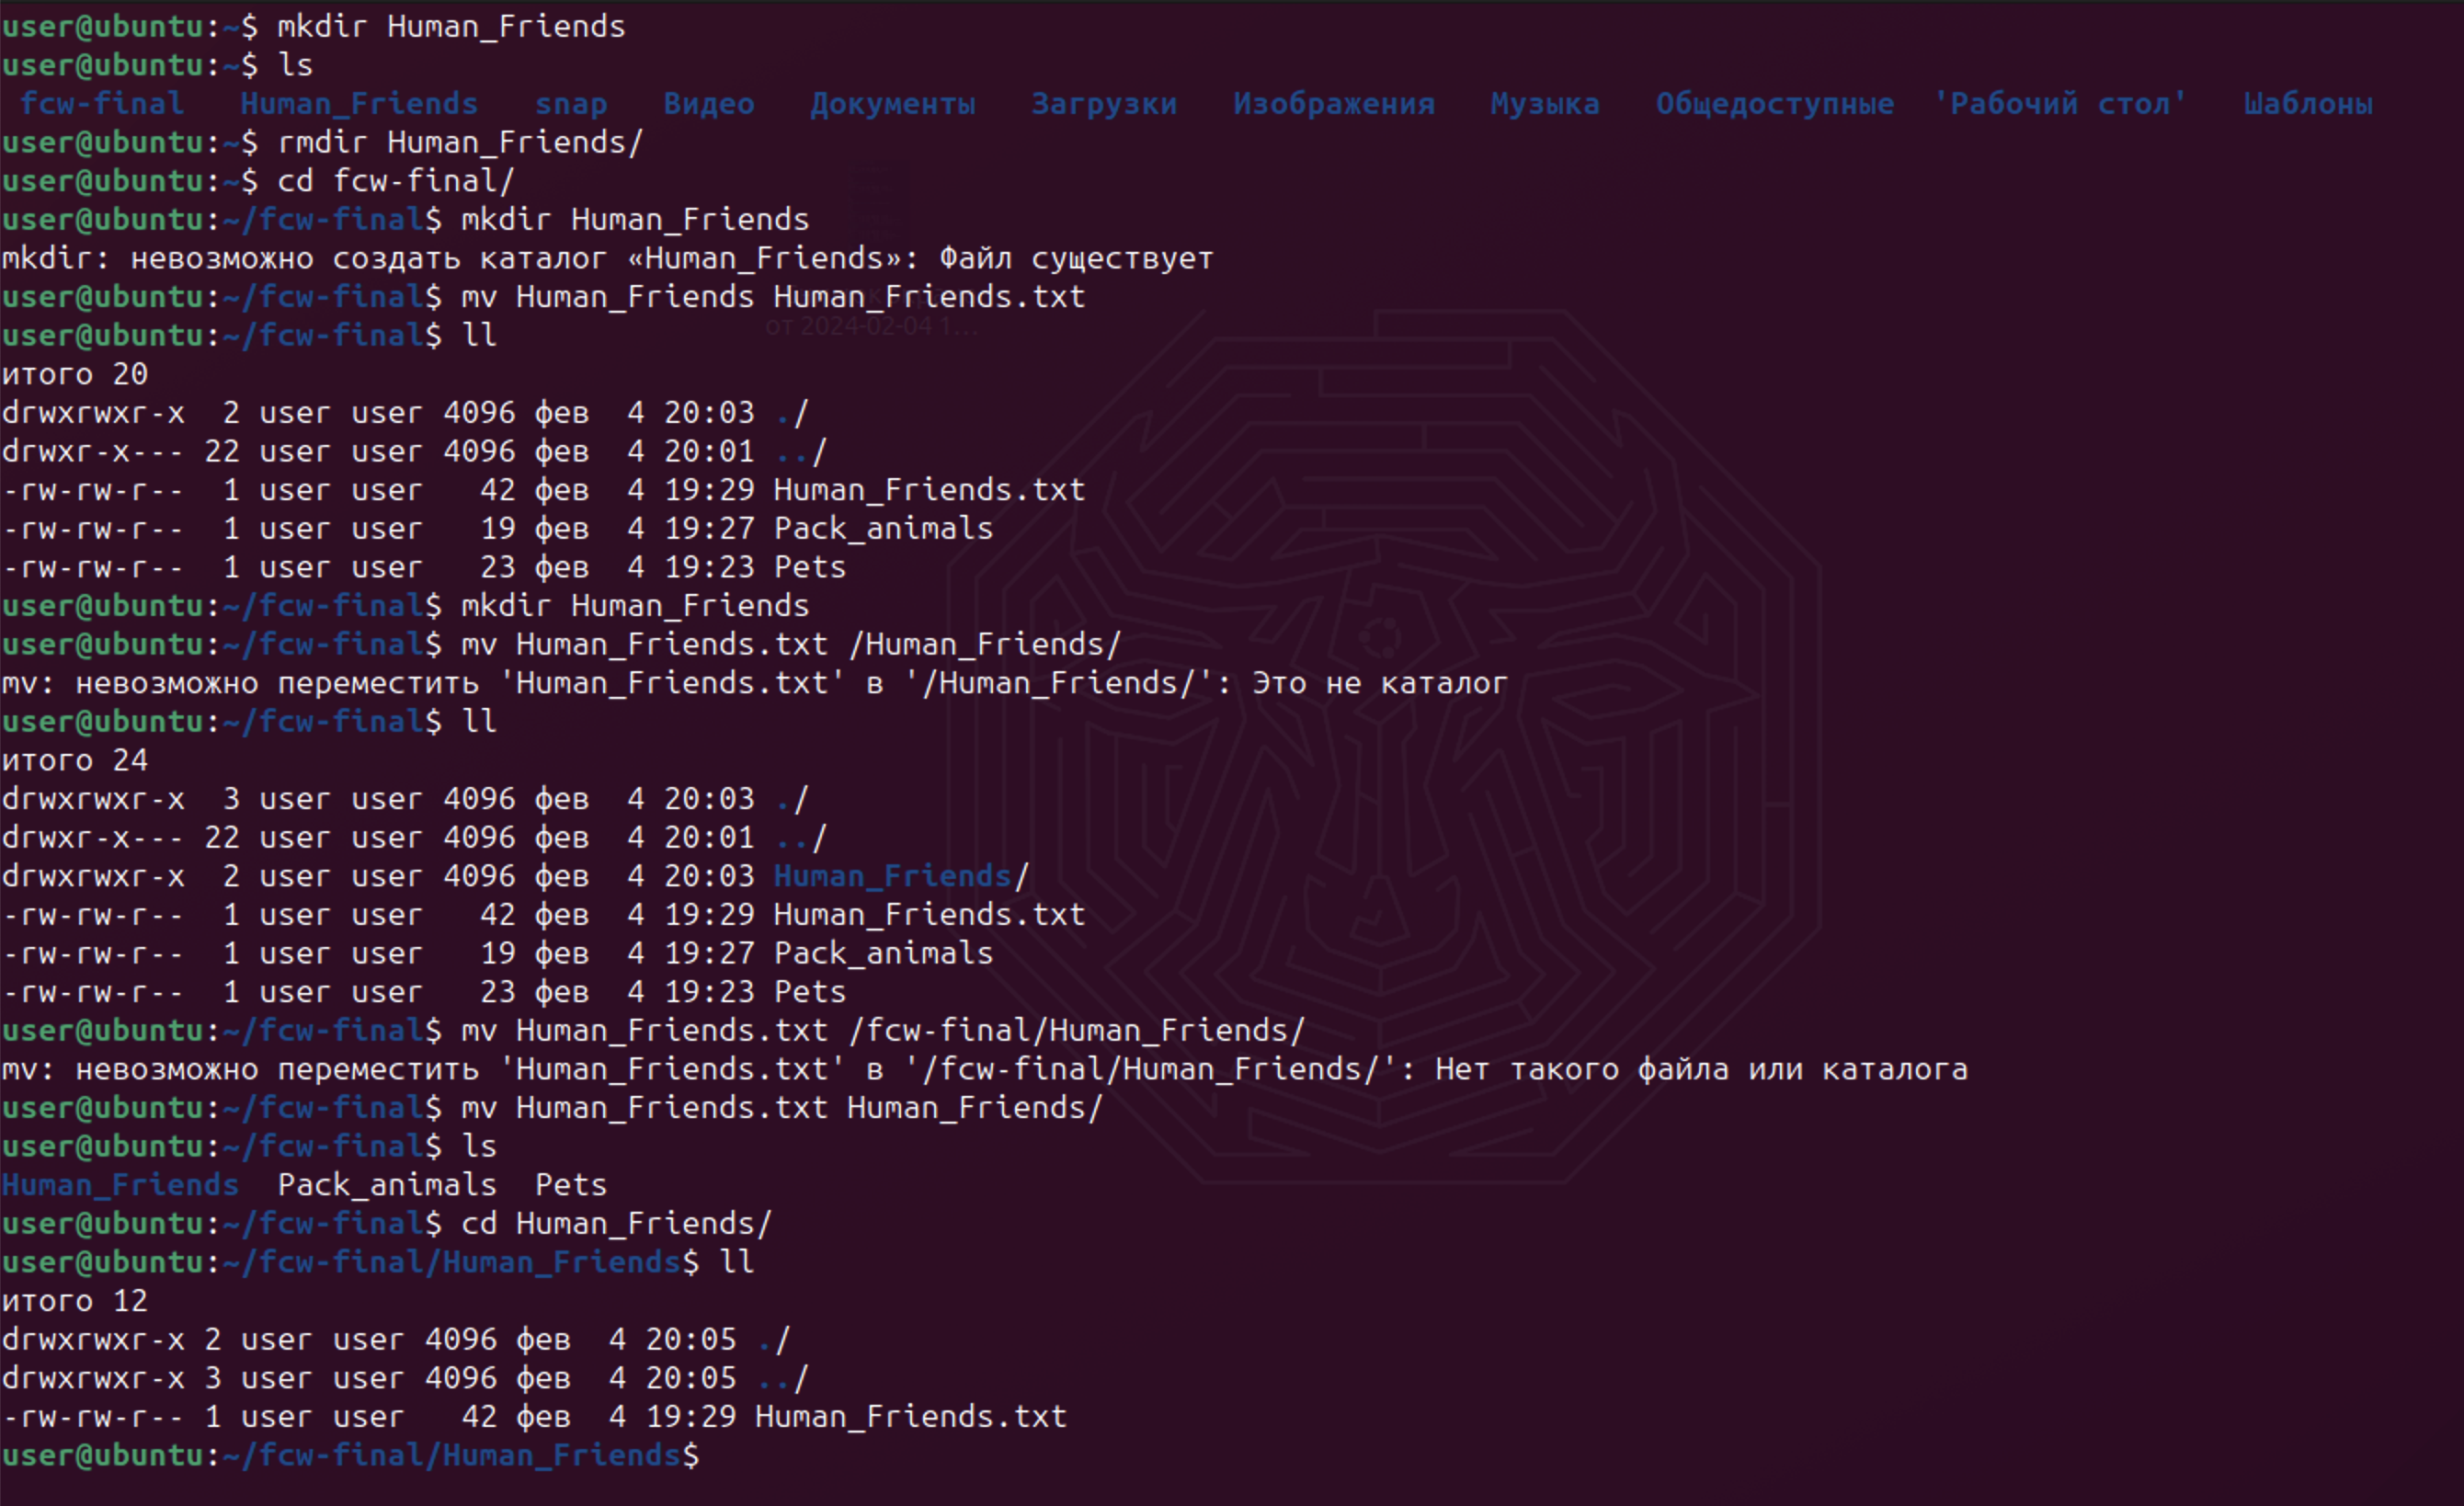 user@ubuntu:~$ mkdir Human_Friends
user@ubuntu:~$ ls
fcw-final Human_Friends snap Видео Документы Загрузки Изображения Музыка Общедоступные 'Рабочий стол' Шаблоны
user@ubuntu:~$ rmdir Human_Friends/
user@ubuntu:~$ cd fcw-final/
user@ubuntu:~/fcw-final$ mkdir Human_Friends
mkdir: невозможно создать каталог «Human_Friends»: Файл существует
user@ubuntu:~/fcw-final$ mv Human_Friends Human_Friends.txt
от 2024-02-04 1...
user@ubuntu:~/fcw-final$ ll
итого 20
drwxrwxr-x  2 user user 4096 фев  4 20:03 ./
drwxr-x--- 22 user user 4096 фев  4 20:01 ../
-rw-rw-r--  1 user user   42 фев  4 19:29 Human_Friends.txt
-rw-rw-r--  1 user user   19 фев  4 19:27 Pack_animals
-rw-rw-r--  1 user user   23 фев  4 19:23 Pets
user@ubuntu:~/fcw-final$ mkdir Human_Friends
user@ubuntu:~/fcw-final$ mv Human_Friends.txt /Human_Friends/
mv: невозможно переместить 'Human_Friends.txt' в '/Human_Friends/': Это не каталог
user@ubuntu:~/fcw-final$ ll
итого 24
drwxrwxr-x  3 user user 4096 фев  4 20:03 ./
drwxr-x--- 22 user user 4096 фев  4 20:01 ../
drwxrwxr-x  2 user user 4096 фев  4 20:03 Human_Friends/
-rw-rw-r--  1 user user   42 фев  4 19:29 Human_Friends.txt
-rw-rw-r--  1 user user   19 фев  4 19:27 Pack_animals
-rw-rw-r--  1 user user   23 фев  4 19:23 Pets
user@ubuntu:~/fcw-final$ mv Human_Friends.txt /fcw-final/Human_Friends/
mv: невозможно переместить 'Human_Friends.txt' в '/fcw-final/Human_Friends/': Нет такого файла или каталога
user@ubuntu:~/fcw-final$ mv Human_Friends.txt Human_Friends/
user@ubuntu:~/fcw-final$ ls
Human_Friends  Pack_animals  Pets
user@ubuntu:~/fcw-final$ cd Human_Friends/
user@ubuntu:~/fcw-final/Human_Friends$ ll
итого 12
drwxrwxr-x 2 user user 4096 фев  4 20:05 ./
drwxrwxr-x 3 user user 4096 фев  4 20:05 ../
-rw-rw-r-- 1 user user   42 фев  4 19:29 Human_Friends.txt
user@ubuntu:~/fcw-final/Human_Friends$